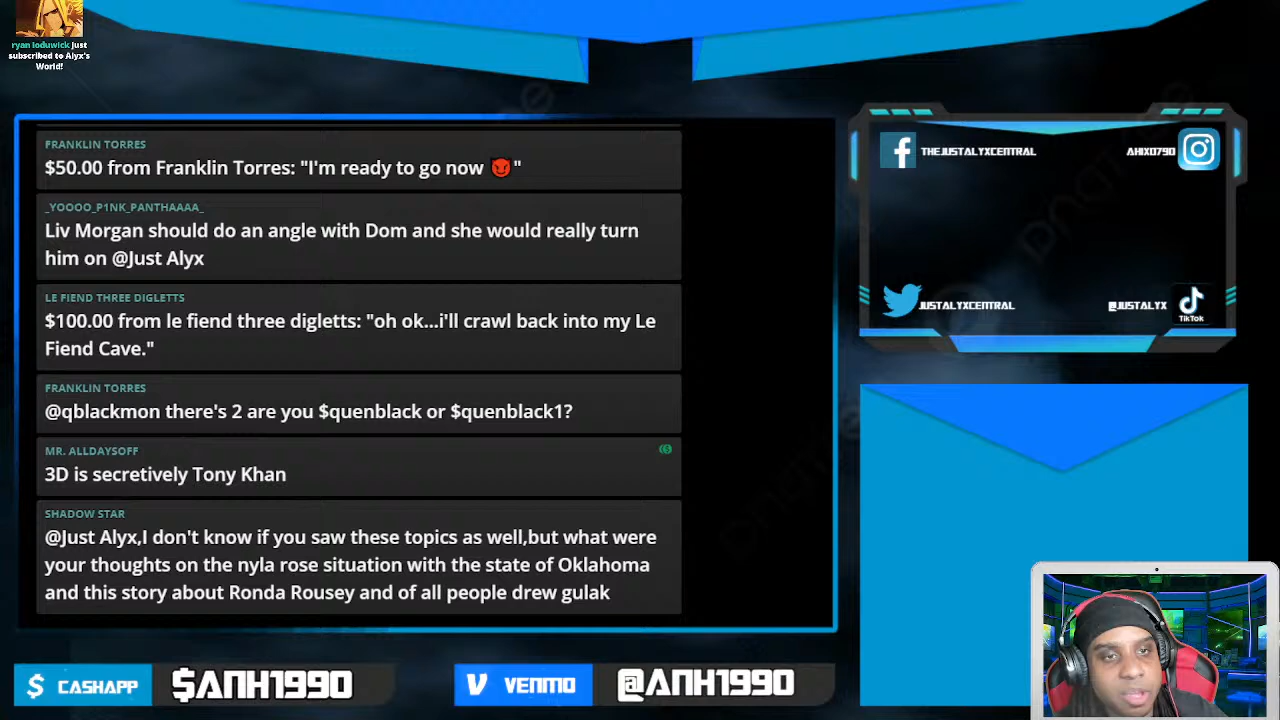 ryan loduwick just
subscribed to Alyx's
World!
FRANKLIN TORRES
$50.00 from Franklin Torres: "I'm ready to go now 😈"
_YOOOO_P1NK_PANTHAAAA_
Liv Morgan should do an angle with Dom and she would really turn
him on @Just Alyx
LE FIEND THREE DIGLETTS
$100.00 from le fiend three digletts: "oh ok...i'll crawl back into my Le
Fiend Cave."
FRANKLIN TORRES
@qblackmon there's 2 are you $quenblack or $quenblack1?
MR. ALLDAYSOFF
3D is secretively Tony Khan
SHADOW STAR
@Just Alyx,I don't know if you saw these topics as well,but what were
your thoughts on the nyla rose situation with the state of Oklahoma
and this story about Ronda Rousey and of all people drew gulak
THEJUSTALYXCENTRAL
AHIX0790
JUSTALYXCENTRAL
@JUSTALYX
TikTok
$ CASHAPP
$ANH1990
V VENMO
@ANH1990